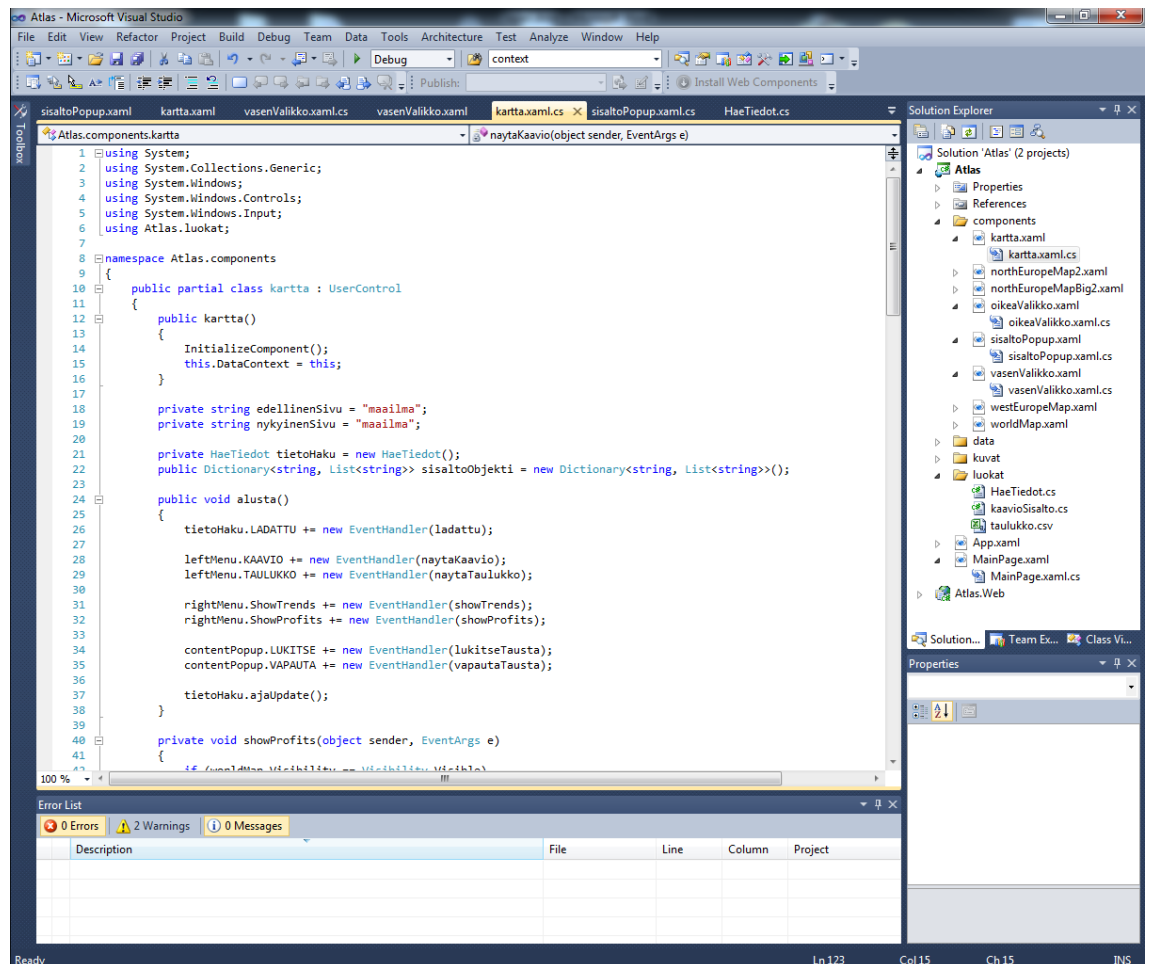 Atlas - Microsoft Visual Studio
File Edit View Refactor Project Build Debug Team Data Tools Architecture Test Analyze Window Help
Debug context
Publish: Install Web Components
sisaltoPopup.xaml kartta.xaml vasenValikko.xaml.cs vasenValikko.xaml kartta.xaml.cs sisaltoPopup.xaml.cs HaeTiedot.cs
Toolbox
Atlas.components.kartta naytaKaavio(object sender, EventArgs e)
1 using System;
2 using System.Collections.Generic;
3 using System.Windows;
4 using System.Windows.Controls;
5 using System.Windows.Input;
6 using Atlas.luokat;
7
8 namespace Atlas.components
9 {
10 public partial class kartta : UserControl
11 {
12 public kartta()
13 {
14 InitializeComponent();
15 this.DataContext = this;
16 }
17
18 private string edellinenSivu = "maailma";
19 private string nykyinenSivu = "maailma";
20
21 private HaeTiedot tietoHaku = new HaeTiedot();
22 public Dictionary<string, List<string>> sisaltoObjekti = new Dictionary<string, List<string>>();
23
24 public void alusta()
25 {
26 tietoHaku.LADATTU += new EventHandler(ladattu);
27
28 leftMenu.KAAVIO += new EventHandler(naytaKaavio);
29 leftMenu.TAULUKKO += new EventHandler(naytaTaulukko);
30
31 rightMenu.ShowTrends += new EventHandler(showTrends);
32 rightMenu.ShowProfits += new EventHandler(showProfits);
33
34 contentPopup.LUKITSE += new EventHandler(lukitseTausta);
35 contentPopup.VAPAUTA += new EventHandler(vapautaTausta);
36
37 tietoHaku.ajaUpdate();
38 }
39
40 private void showProfits(object sender, EventArgs e)
41 {
42 if (worldMap.Visibility == Visibility.Visible)
100 %
Error List
0 Errors 2 Warnings 0 Messages
Description File Line Column Project
Solution Explorer
Solution 'Atlas' (2 projects)
Atlas
Properties
References
components
kartta.xaml
kartta.xaml.cs
northEuropeMap2.xaml
northEuropeMapBig2.xaml
oikeaValikko.xaml
oikeaValikko.xaml.cs
sisaltoPopup.xaml
sisaltoPopup.xaml.cs
vasenValikko.xaml
vasenValikko.xaml.cs
westEuropeMap.xaml
worldMap.xaml
data
kuvat
luokat
HaeTiedot.cs
kaavioSisalto.cs
taulukko.csv
App.xaml
MainPage.xaml
MainPage.xaml.cs
Atlas.Web
Solution... Team Ex... Class Vi...
Properties
Ready Ln 123 Col 15 Ch 15 INS